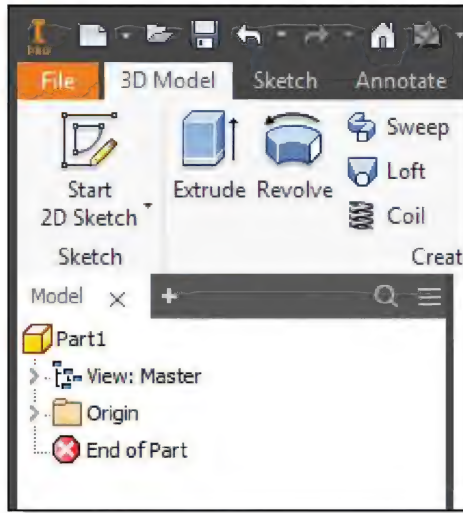 PRO
File 3D Model Sketch Annotate
Start
2D Sketch
Extrude Revolve
Sweep
Loft
Coil
Sketch Creat
Model
Part1
View: Master
Origin
End of Part